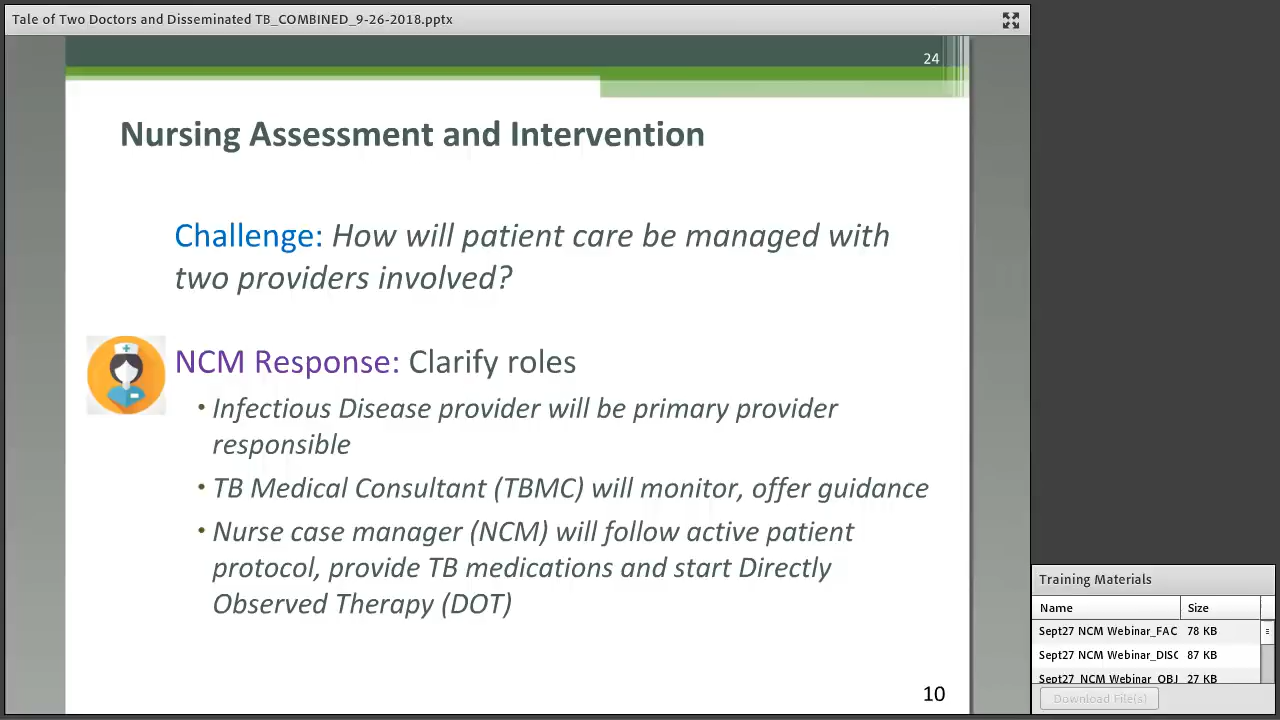 Tale of Two Doctors and Disseminated TB_COMBINED_9-26-2018.pptx
24
Nursing Assessment and Intervention
Challenge: How will patient care be managed with
two providers involved?
NCM Response: Clarify roles
• Infectious Disease provider will be primary provider
responsible
• TB Medical Consultant (TBMC) will monitor, offer guidance
• Nurse case manager (NCM) will follow active patient
protocol, provide TB medications and start Directly
Observed Therapy (DOT)
10
Training Materials
Name Size
Sept27 NCM Webinar_FAC 78 KB
Sept27 NCM Webinar_DISC 87 KB
Sept27_NCM Webinar_OBJ 27 KB
Download File(s)